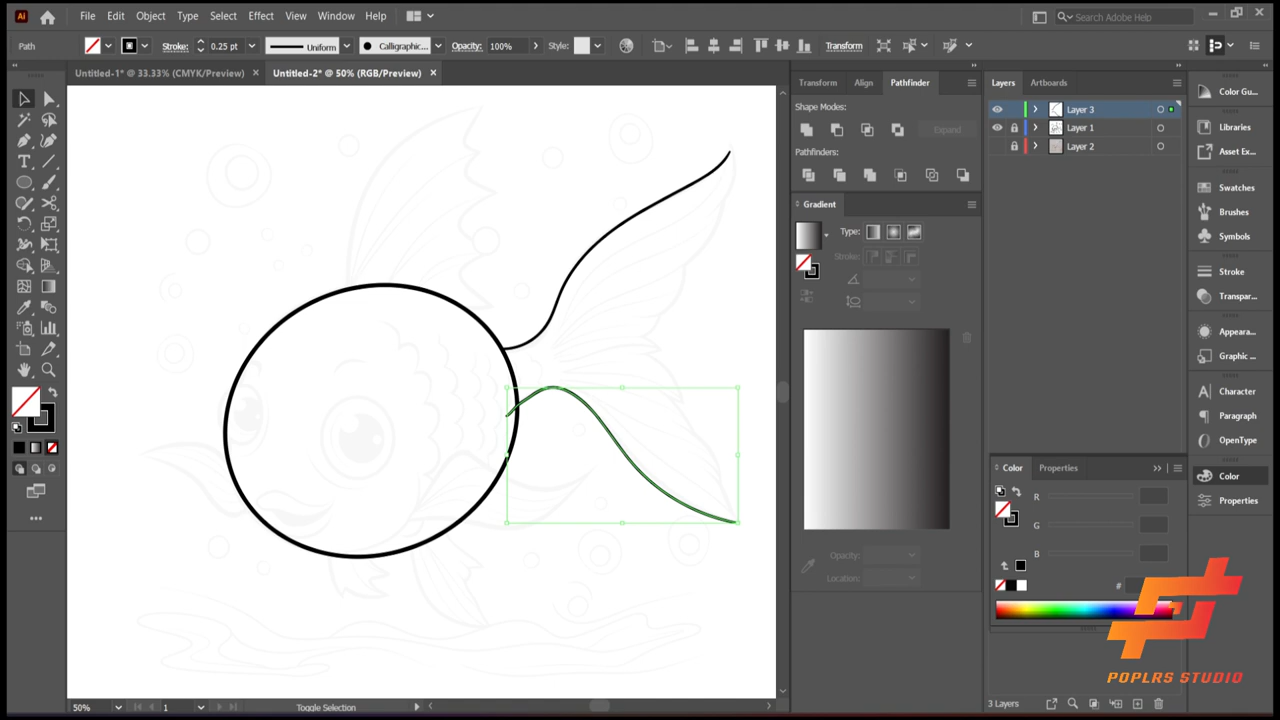 Ai File Edit Object Type Select Effect View Window Help Search Adobe Help
Path Stroke: 0.25 pt Uniform Calligraphic... Opacity: 100% Style: Transform
Untitled-1* @ 33.33% (CMYK/Preview) Untitled-2* @ 50% (RGB/Preview)
Transform Align Pathfinder
Shape Modes:
Expand
Pathfinders:
Gradient
Type:
Stroke:
Opacity:
Location:
Layers Artboards
Layer 3
Layer 1
Layer 2
Color Properties
R
G
B
#
3 Layers
Color Gu...
Libraries
Asset Ex...
Swatches
Brushes
Symbols
Stroke
Transpar...
Appeara...
Graphic ...
Character
Paragraph
OpenType
Color
Properties
POPLRS STUDIO
50% 1 Toggle Selection